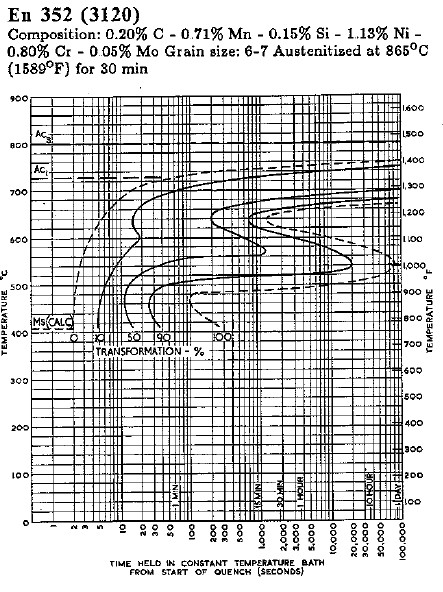 En 352 (3120)
Composition: 0.20% C - 0.71% Mn - 0.15% Si - 1.13% Ni -
0.80% Cr - 0.05% Mo Grain size: 6-7 Austenitized at 865°C
(1589°F) for 30 min
900
800
700
600
500
400
300
200
100
0
TEMPERATURE °C
Ac3
Ac1
Ms(CALC)
0 10 50 90 100
TRANSFORMATION - %
1 MIN
15 MIN
30 MIN
1 HOUR
10 HOUR
1 DAY
1,600
1,500
1,400
1,300
1,200
1,100
1,000
900
800
700
600
500
400
300
200
100
TEMPERATURE °F
1 2 3 5 10 20 30 50 100 200 300 500 1,000 2,000 3,000 5,000 10,000 20,000 30,000 50,000 100,000
TIME HELD IN CONSTANT TEMPERATURE BATH
FROM START OF QUENCH (SECONDS)